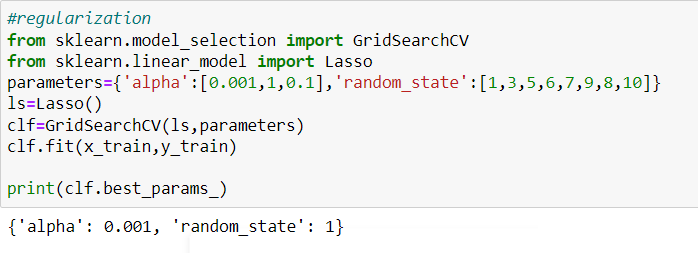 #regularization
from sklearn.model_selection import GridSearchCV
from sklearn.linear_model import Lasso
parameters={'alpha':[0.001,1,0.1],'random_state':[1,3,5,6,7,9,8,10]}
ls=Lasso()
clf=GridSearchCV(ls,parameters)
clf.fit(x_train,y_train)
print(clf.best_params_)
{'alpha': 0.001, 'random_state': 1}